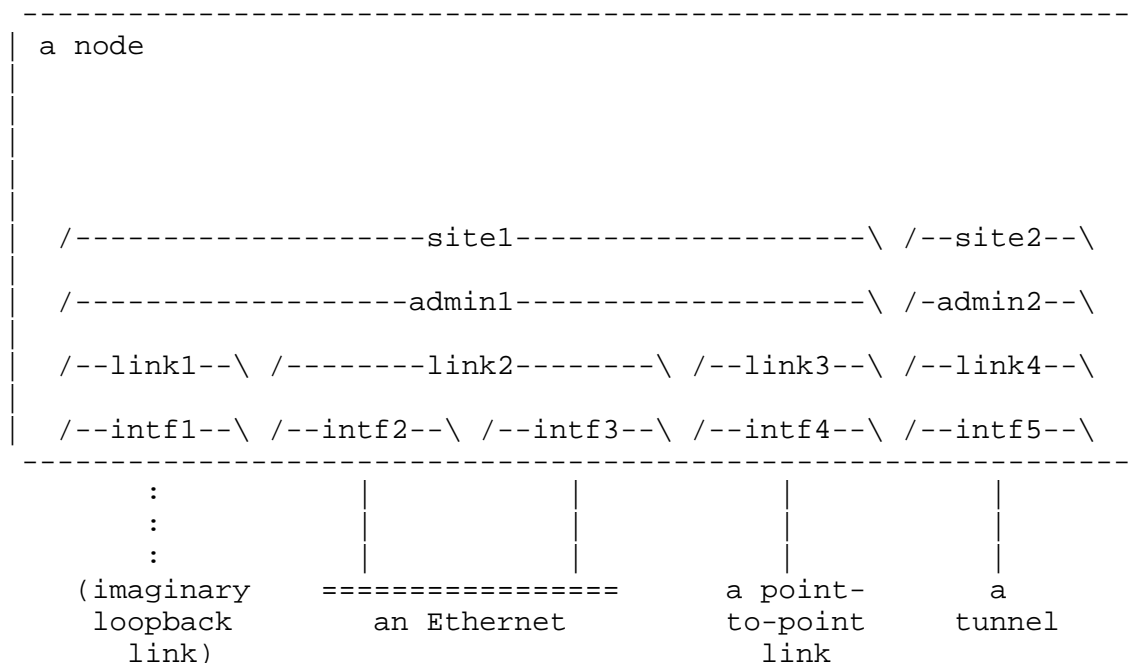 a node
/--------------------site1--------------------\ /--site2--\
/-------------------admin1--------------------\ /-admin2--\
/--link1--\ /--------link2--------\ /--link3--\ /--link4--\
/--intf1--\ /--intf2--\ /--intf3--\ /--intf4--\ /--intf5--\
(imaginary ================= a point- a
loopback an Ethernet to-point tunnel
link) link